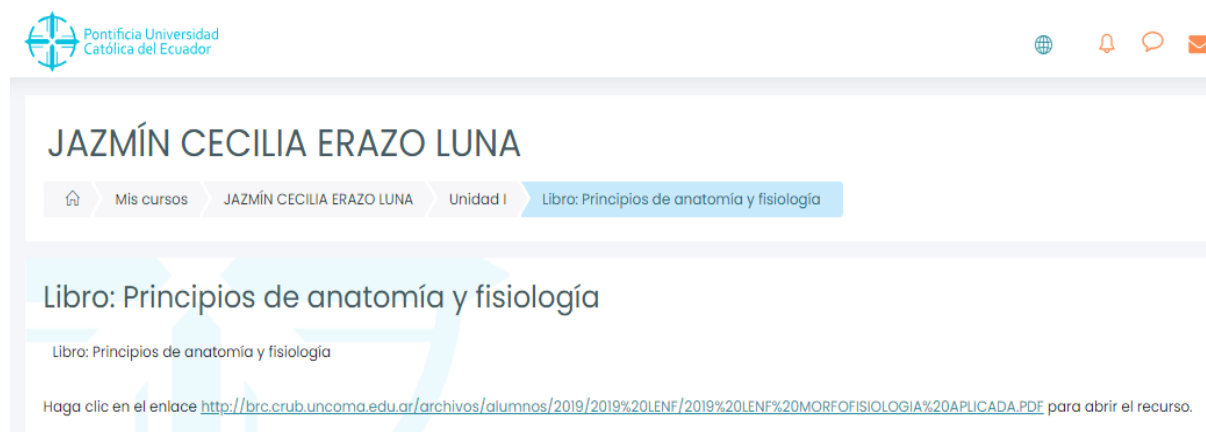 Pontificia Universidad
Católica del Ecuador
JAZMÍN CECILIA ERAZO LUNA
Mis cursos JAZMÍN CECILIA ERAZO LUNA Unidad I Libro: Principios de anatomía y fisiología
Libro: Principios de anatomía y fisiología
Libro: Principios de anatomía y fisiología
Haga clic en el enlace http://brc.crub.uncoma.edu.ar/archivos/alumnos/2019/2019%20LENF/2019%20LENF%20MORFOFISIOLOGIA%20APLICADA.PDF para abrir el recurso.